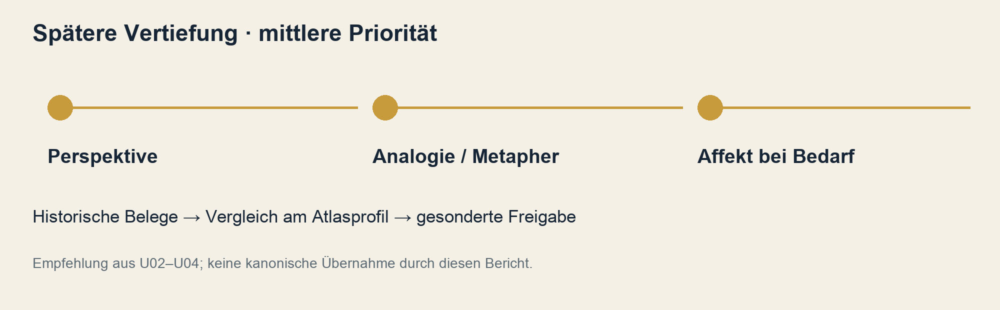 Spätere Vertiefung · mittlere Priorität
Perspektive
Analogie / Metapher
Affekt bei Bedarf
Historische Belege → Vergleich am Atlasprofil → gesonderte Freigabe
Empfehlung aus U02–U04; keine kanonische Übernahme durch diesen Bericht.